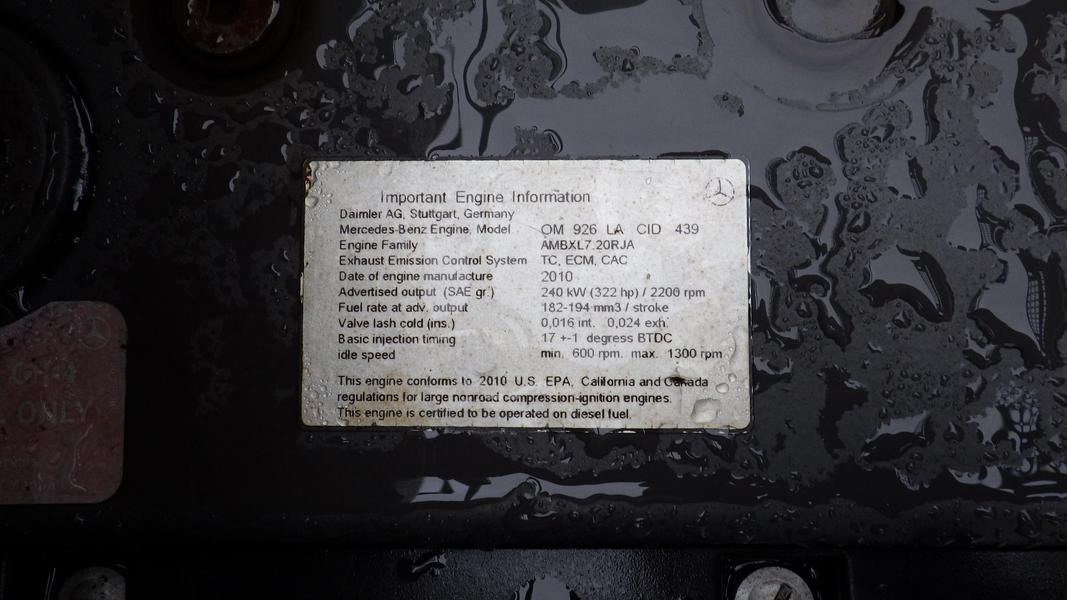 Important Engine Information
Daimler AG, Stuttgart, Germany
Mercedes-Benz Engine, Model OM 926 LA CID 439
Engine Family AMBXL7.20RJA
Exhaust Emission Control System TC, ECM, CAC
Date of engine manufacture 2010
Advertised output (SAE gr.) 240 kW (322 hp) / 2200 rpm
Fuel rate at adv. output 182-194 mm3 / stroke
Valve lash cold (ins.) 0,016 int. 0,024 exh.
Basic injection timing 17 +-1 degress BTDC
idle speed min. 600 rpm. max. 1300 rpm
This engine conforms to 2010 U.S. EPA, California and Canada
regulations for large nonroad compression-ignition engines.
This engine is certified to be operated on diesel fuel.
ONLY